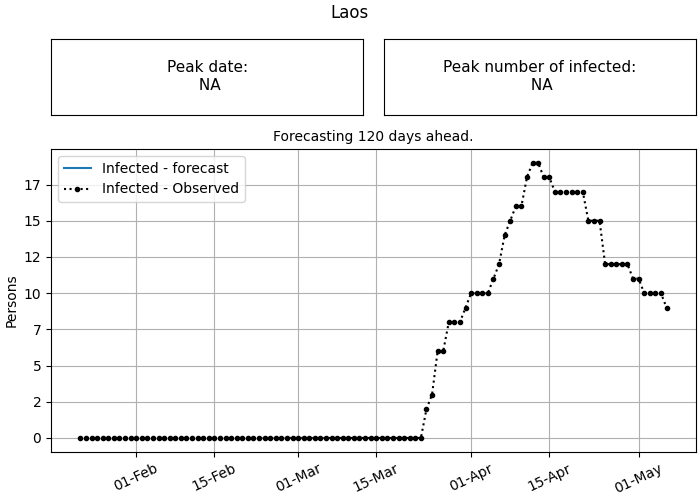 Laos
Peak date:
NA
Peak number of infected:
NA
Forecasting 120 days ahead.
Infected - forecast
Infected - Observed
Persons
17
15
12
10
7
5
2
0
01-Feb
15-Feb
01-Mar
15-Mar
01-Apr
15-Apr
01-May